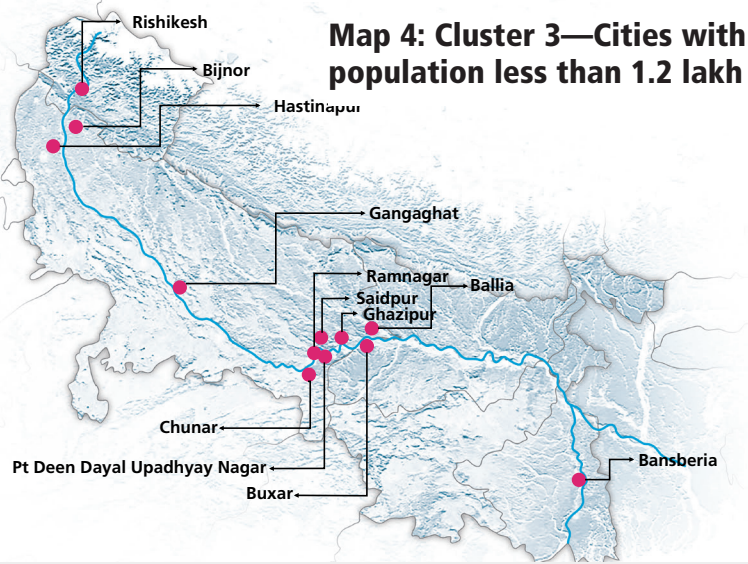 Rishikesh
Map 4: Cluster 3—Cities with
population less than 1.2 lakh
Bijnor
Hastinapur
Gangaghat
Ramnagar
Ballia
Saidpur
Ghazipur
Chunar
Pt Deen Dayal Upadhyay Nagar
Bansberia
Buxar